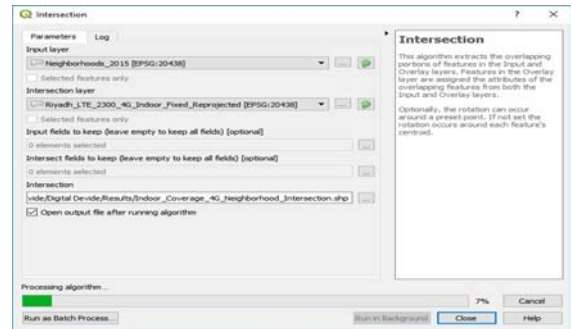 Intersection
? ×
Parameters Log
Input layer
Neighborhoods_2015 [EPSG:20438]
Selected features only
Intersection layer
Riyadh_LTE_2300_4G_Indoor_Fixed_Reprojected [EPSG:20438]
Selected features only
Input fields to keep (leave empty to keep all fields) [optional]
0 elements selected
Intersect fields to keep (leave empty to keep all fields) [optional]
0 elements selected
Intersection
vide/Digital Devide/Results/Indoor_Coverage_4G_Neighborhood_Intersection.shp
Open output file after running algorithm
Intersection
This algorithm extracts the overlapping
portions of features in the Input and
Overlay layers. Features in the Overlay
layer are assigned the attributes of the
overlapping features from both the
Input and Overlay layers.
Optionally, the rotation can occur
around a preset point. If not set the
rotation occurs around each feature's
centroid.
Processing algorithm...
7% Cancel
Run as Batch Process... Run in Background Close Help